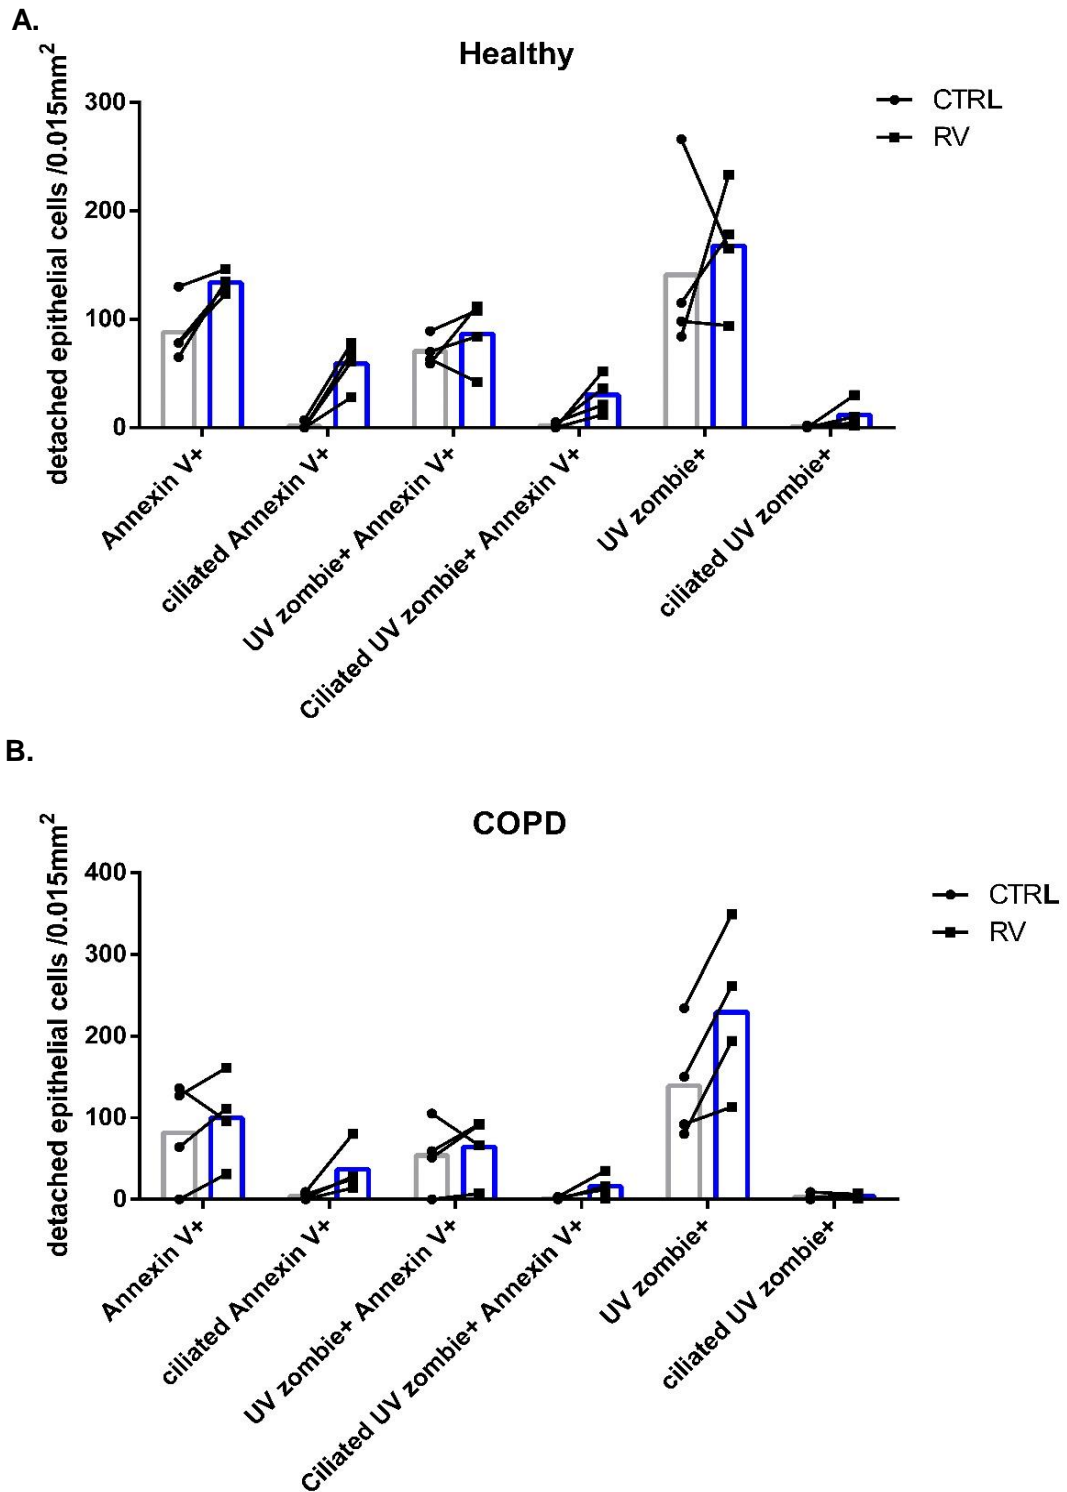 A.
Healthy
detached epithelial cells /0.015mm²
300
200
100
0
CTRL
RV
Annexin V+
ciliated Annexin V+
UV zombie+ Annexin V+
Ciliated UV zombie+ Annexin V+
UV zombie+
ciliated UV zombie+
B.
COPD
detached epithelial cells /0.015mm²
400
300
200
100
0
CTRL
RV
Annexin V+
ciliated Annexin V+
UV zombie+ Annexin V+
Ciliated UV zombie+ Annexin V+
UV zombie+
ciliated UV zombie+